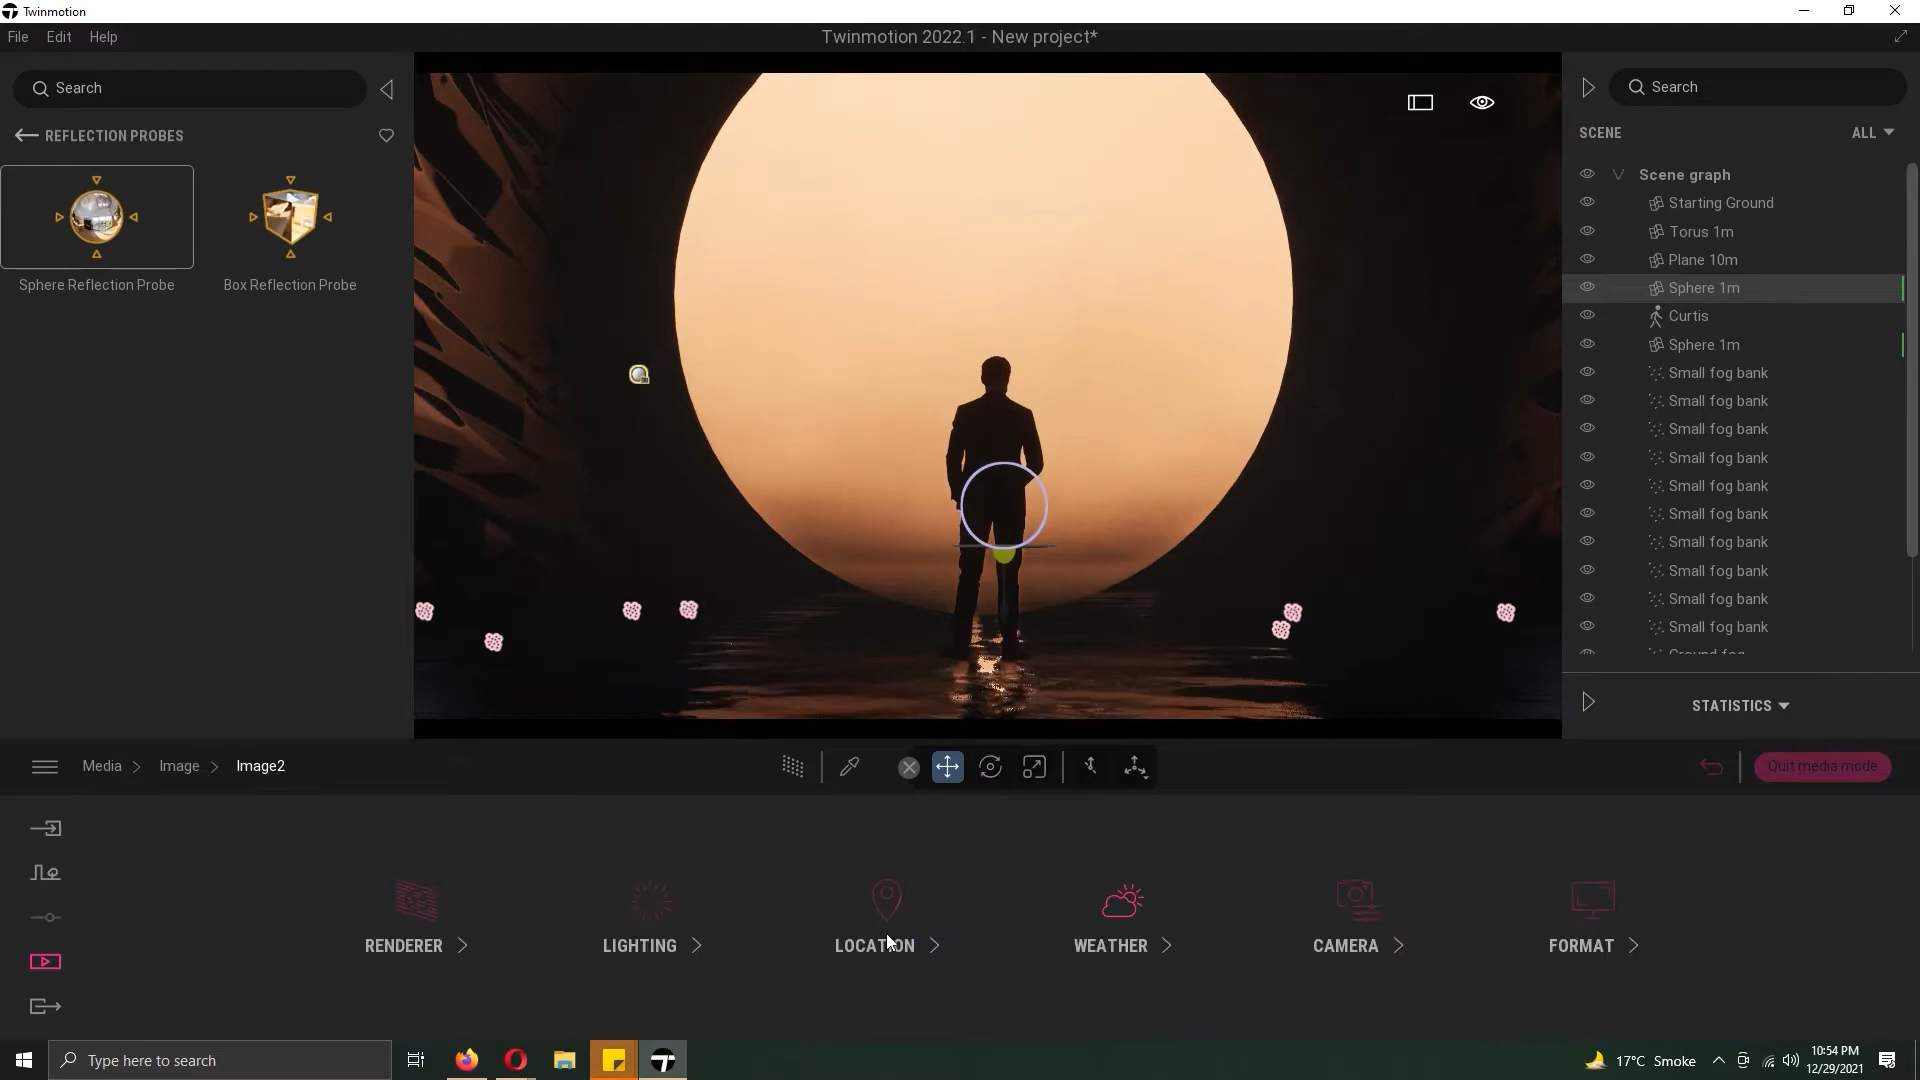 Twinmotion
File Edit Help
Twinmotion 2022.1 - New project*
Search
REFLECTION PROBES
Sphere Reflection Probe
Box Reflection Probe
Search
SCENE
ALL
Scene graph
Starting Ground
Torus 1m
Plane 10m
Sphere 1m
Curtis
Sphere 1m
Small fog bank
Small fog bank
Small fog bank
Small fog bank
Small fog bank
Small fog bank
Small fog bank
Small fog bank
Small fog bank
Small fog bank
Ground fog
STATISTICS
Media > Image > Image2
Quit media mode
RENDERER
LIGHTING
LOCATION
WEATHER
CAMERA
FORMAT
Type here to search
17°C Smoke
10:54 PM
12/29/2021